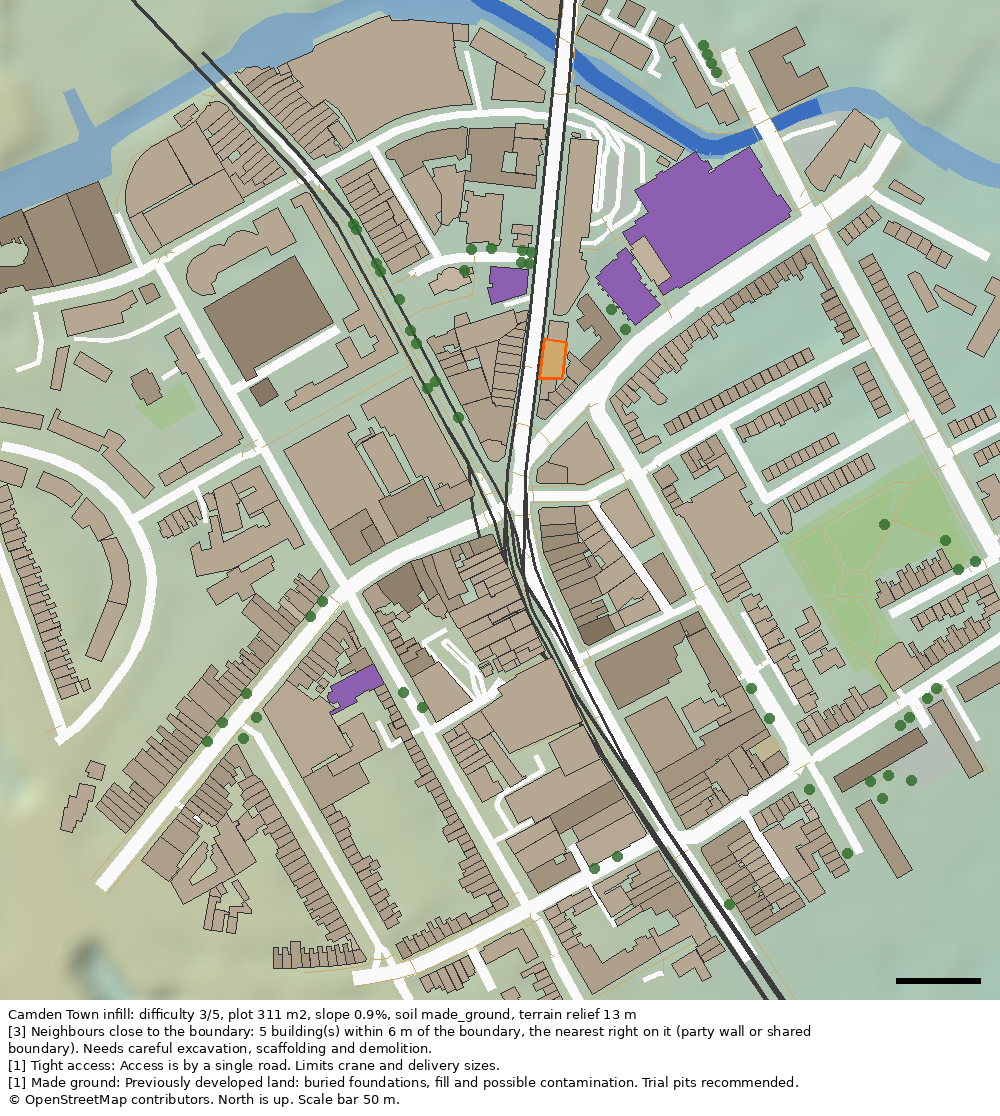 Camden Town infill: difficulty 3/5, plot 311 m2, slope 0.9%, soil made_ground, terrain relief 13 m
[3] Neighbours close to the boundary: 5 building(s) within 6 m of the boundary, the nearest right on it (party wall or shared
boundary). Needs careful excavation, scaffolding and demolition.
[1] Tight access: Access is by a single road. Limits crane and delivery sizes.
[1] Made ground: Previously developed land: buried foundations, fill and possible contamination. Trial pits recommended.
© OpenStreetMap contributors. North is up. Scale bar 50 m.